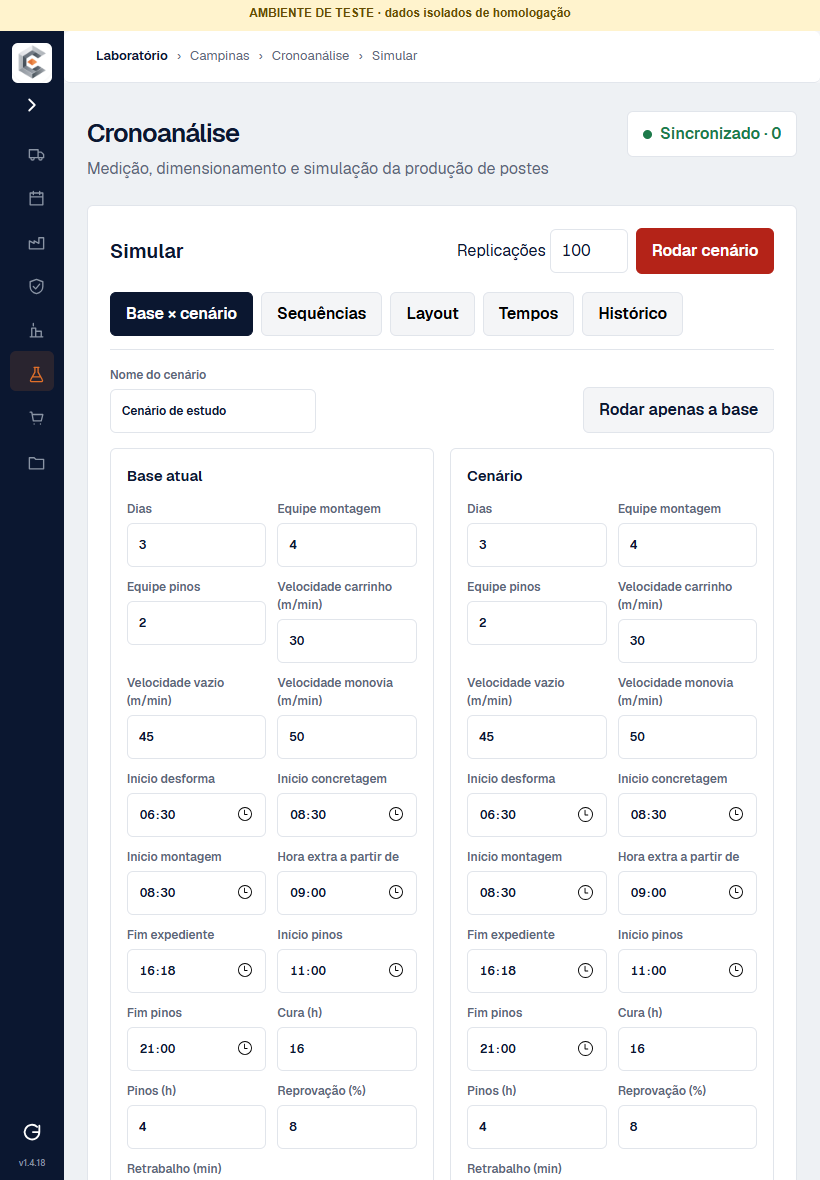 AMBIENTE DE TESTE · dados isolados de homologação
Laboratório › Campinas › Cronoanálise › Simular
Cronoanálise
Medição, dimensionamento e simulação da produção de postes
Sincronizado · 0
Simular
Replicações 100
Rodar cenário
Base × cenário
Sequências
Layout
Tempos
Histórico
Nome do cenário
Cenário de estudo
Rodar apenas a base
Base atual
Dias
Equipe montagem
3
4
Equipe pinos
Velocidade carrinho
(m/min)
2
30
Velocidade vazio
(m/min)
Velocidade monovia
(m/min)
45
50
Início desforma
Início concretagem
06:30
08:30
Início montagem
Hora extra a partir de
08:30
09:00
Fim expediente
Início pinos
16:18
11:00
Fim pinos
Cura (h)
21:00
16
Pinos (h)
Reprovação (%)
4
8
Retrabalho (min)
Cenário
Dias
Equipe montagem
3
4
Equipe pinos
Velocidade carrinho
(m/min)
2
30
Velocidade vazio
(m/min)
Velocidade monovia
(m/min)
45
50
Início desforma
Início concretagem
06:30
08:30
Início montagem
Hora extra a partir de
08:30
09:00
Fim expediente
Início pinos
16:18
11:00
Fim pinos
Cura (h)
21:00
16
Pinos (h)
Reprovação (%)
4
8
Retrabalho (min)
v1.4.18